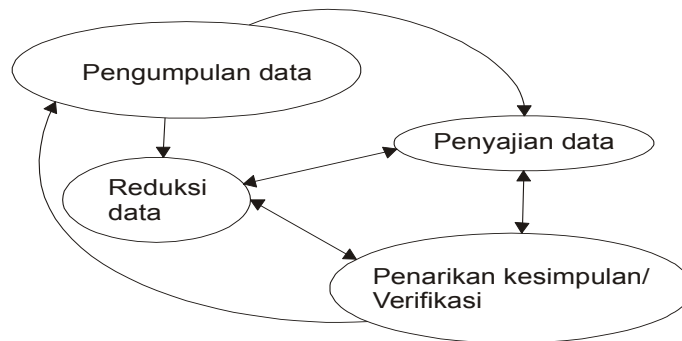 Pengumpulan data
Penyajian data
Reduksi
data
Penarikan kesimpulan/
Verifikasi